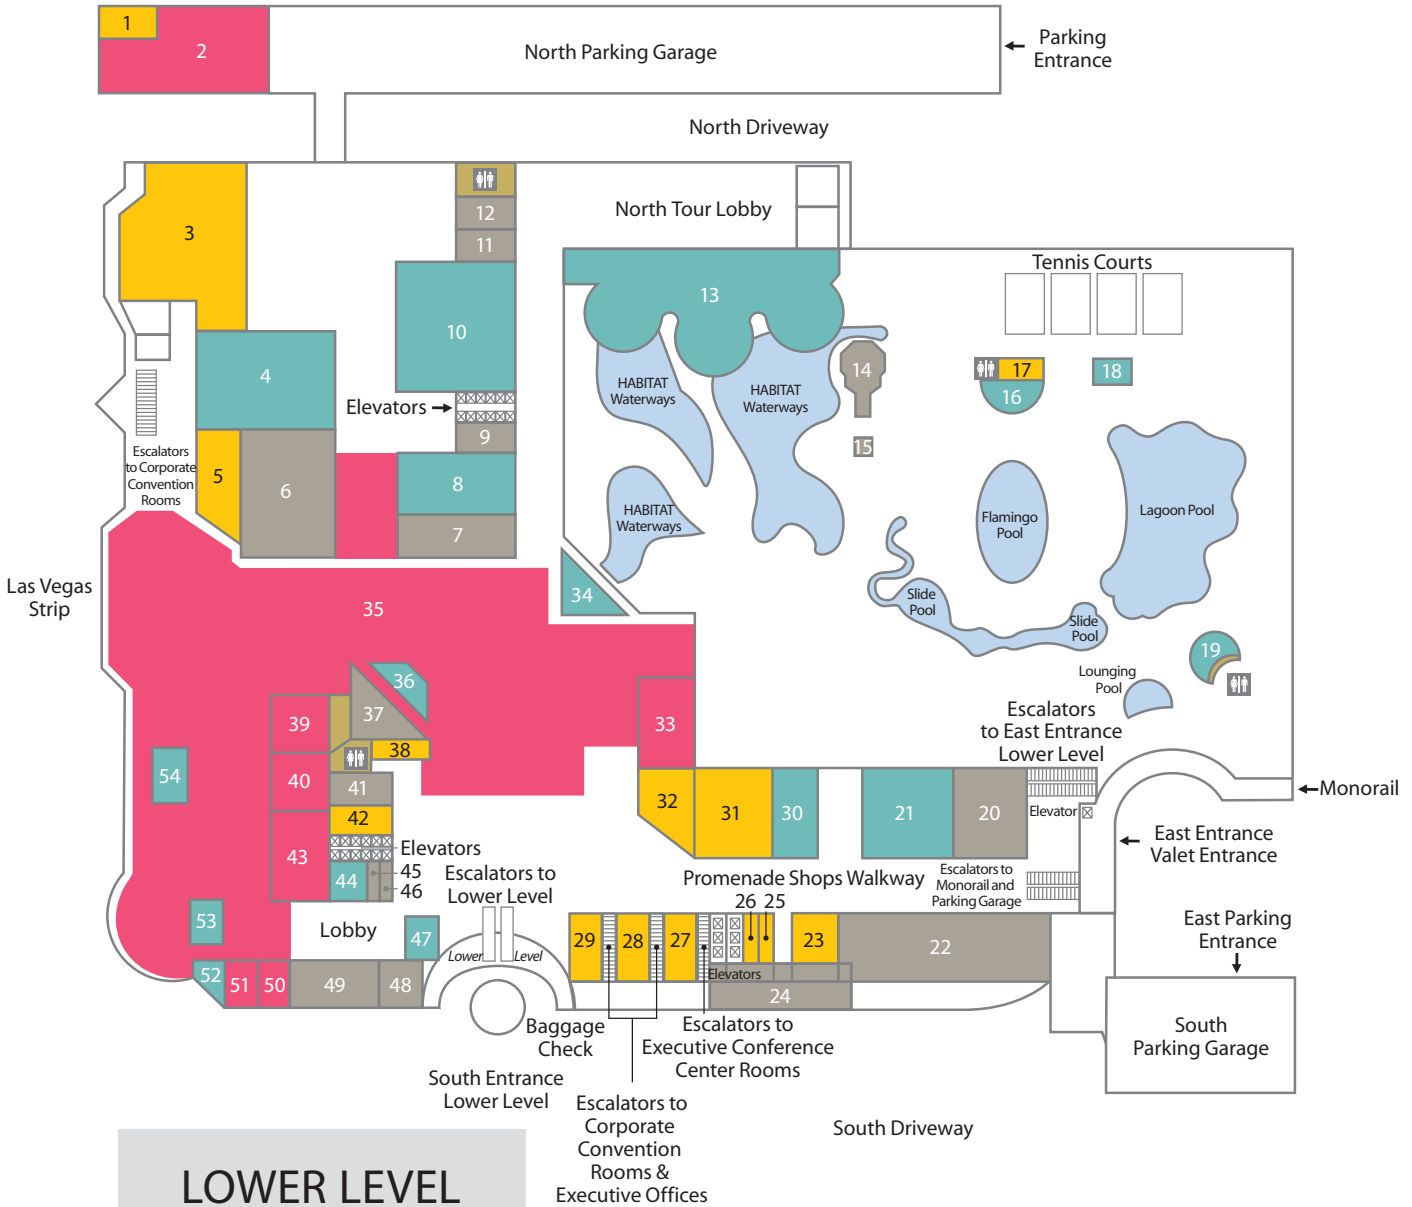 1
2
North Parking Garage
Parking
Entrance
North Driveway
3
12
11
North Tour Lobby
Tennis Courts
13
10
4
14
17
18
16
HABITAT
Waterways
HABITAT
Waterways
Elevators
9
15
Escalators
to Corporate
Convention
Rooms
5
6
8
7
HABITAT
Waterways
Flamingo
Pool
Lagoon Pool
Las Vegas
Strip
35
34
Slide
Pool
Slide
Pool
19
36
37
Lounging
Pool
39
33
Escalators
to East Entrance
Lower Level
38
54
40
41
42
32
31
30
21
20
Elevator
Monorail
43
Elevators
45
46
44
East Entrance
Valet Entrance
Escalators to
Lower Level
Promenade Shops Walkway
Escalators to
Monorail and
Parking Garage
26
25
53
Lobby
47
29
28
27
23
22
East Parking
Entrance
Lower
Level
52
51
50
49
48
Elevators
24
Baggage
Check
Escalators to
Executive Conference
Center Rooms
South
Parking Garage
South Entrance
Lower Level
Escalators to
Corporate
Convention
Rooms &
Executive Offices
South Driveway
LOWER LEVEL